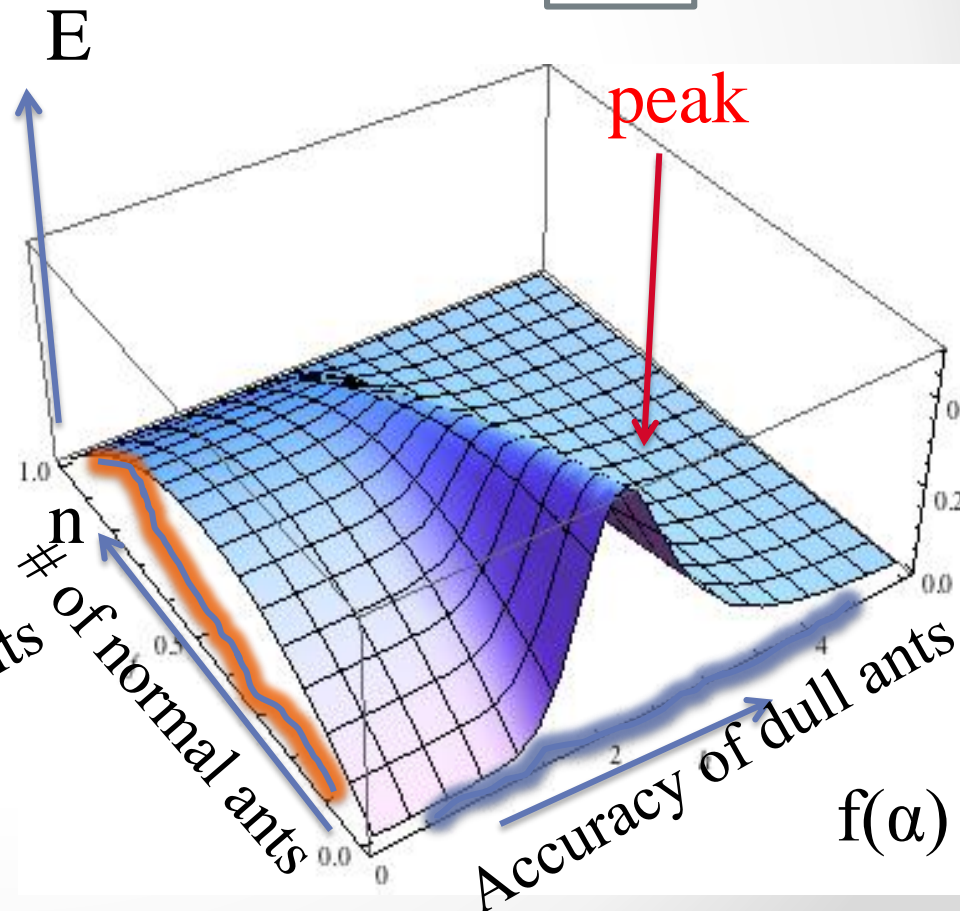 E
peak
0
0.2
0.0
1.0
n
# of normal ants
0.5
0.0
0
2
4
Accuracy of dull ants
f(α)